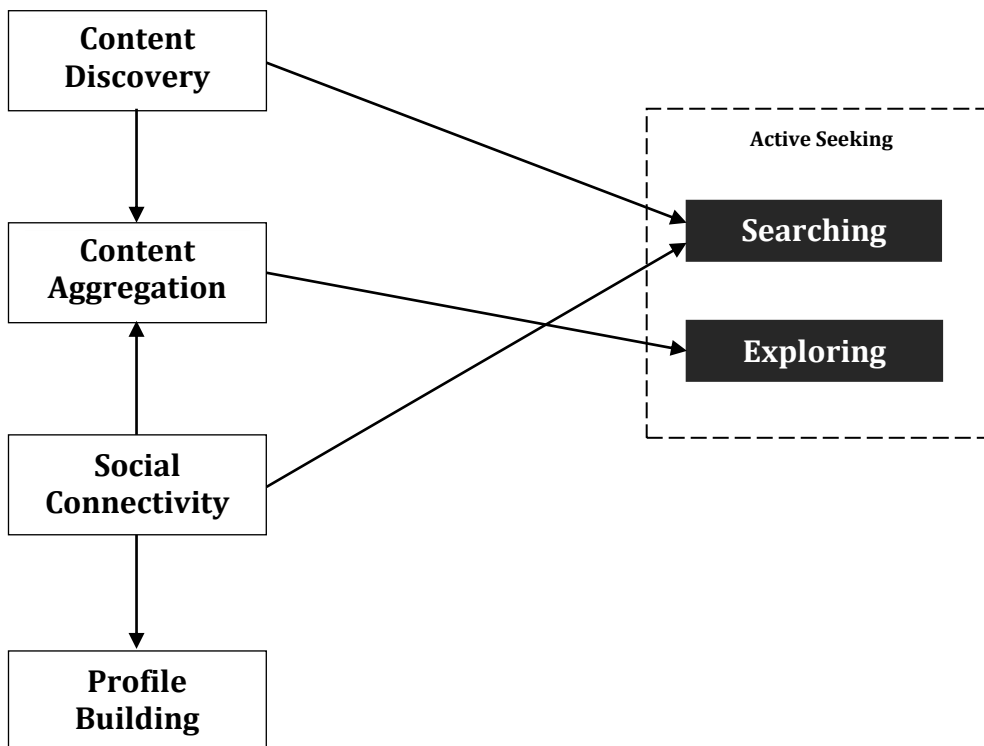 Content
Discovery
Active Seeking
Searching
Content
Aggregation
Exploring
Social
Connectivity
Profile
Building